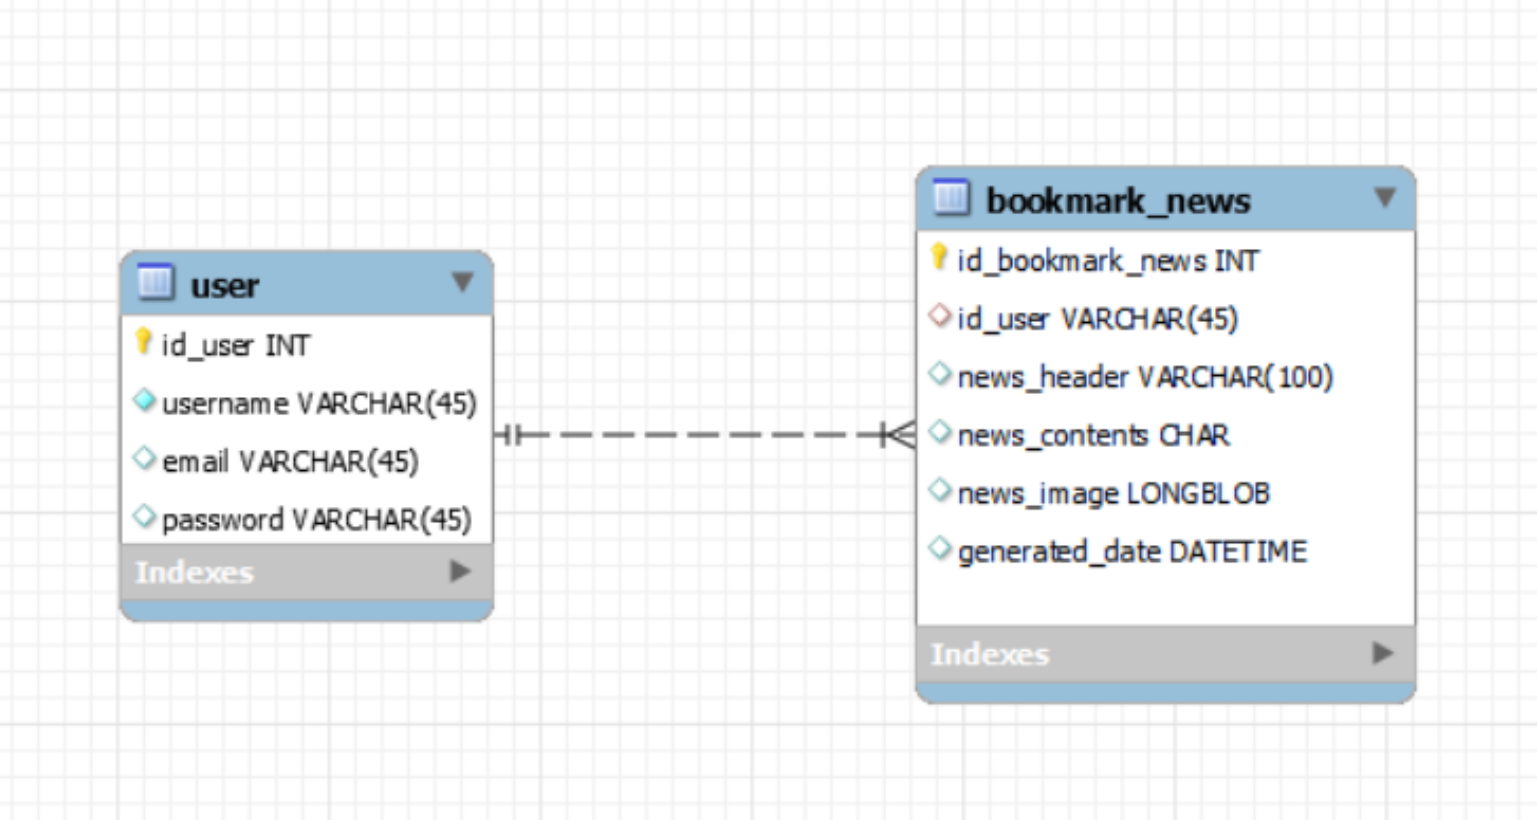 user
id_user INT
username VARCHAR(45)
email VARCHAR(45)
password VARCHAR(45)
Indexes
bookmark_news
id_bookmark_news INT
id_user VARCHAR(45)
news_header VARCHAR(100)
news_contents CHAR
news_image LONGBLOB
generated_date DATETIME
Indexes